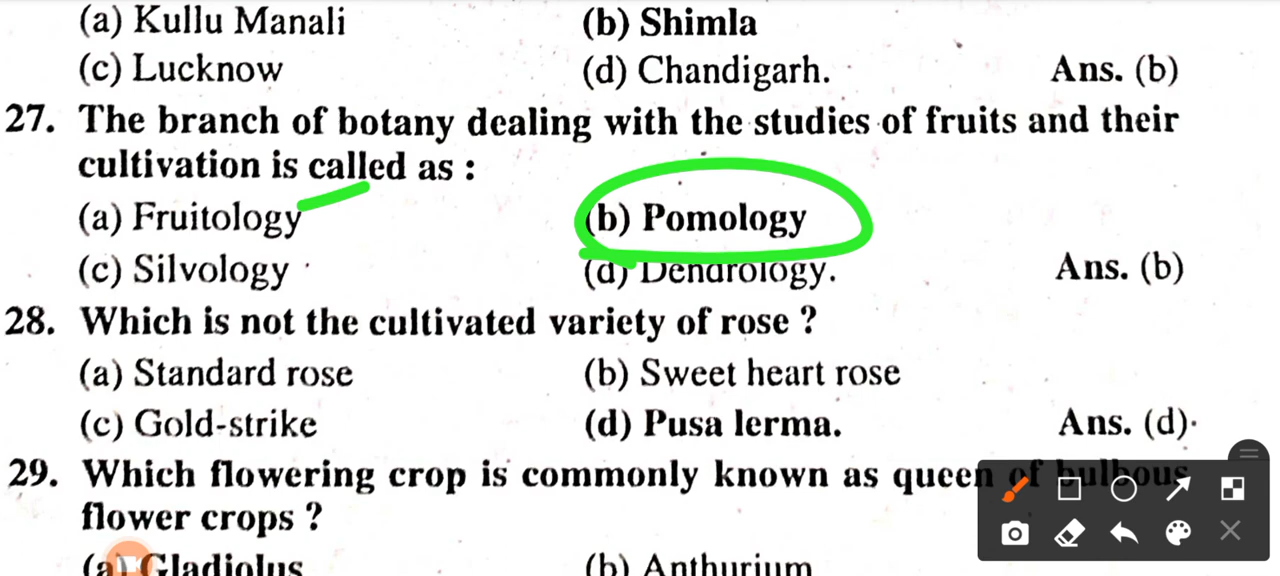 (a) Kullu Manali (b) Shimla
(c) Lucknow (d) Chandigarh. Ans. (b)
27. The branch of botany dealing with the studies of fruits and their
cultivation is called as :
(a) Fruitology (b) Pomology
(c) Silvology (d) Dendrology. Ans. (b)
28. Which is not the cultivated variety of rose ?
(a) Standard rose (b) Sweet heart rose
(c) Gold-strike (d) Pusa lerma. Ans. (d)
29. Which flowering crop is commonly known as queen of bulbous
flower crops ?
(a) Gladiolus (b) Anthurium